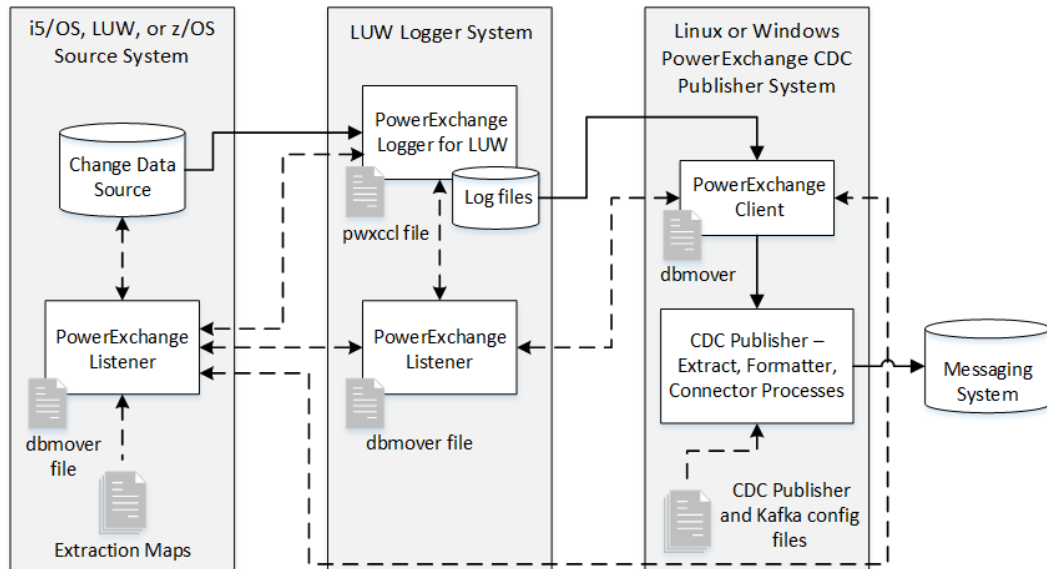 i5/OS, LUW, or z/OS
Source System
Change Data
Source
PowerExchange
Listener
dbmover
file
Extraction Maps
LUW Logger System
PowerExchange
Logger for LUW
Log files
pwxccl file
PowerExchange
Listener
dbmover file
Linux or Windows
PowerExchange CDC
Publisher System
PowerExchange
Client
dbmover
CDC Publisher –
Extract, Formatter,
Connector Processes
CDC Publisher
and Kafka config
files
Messaging
System